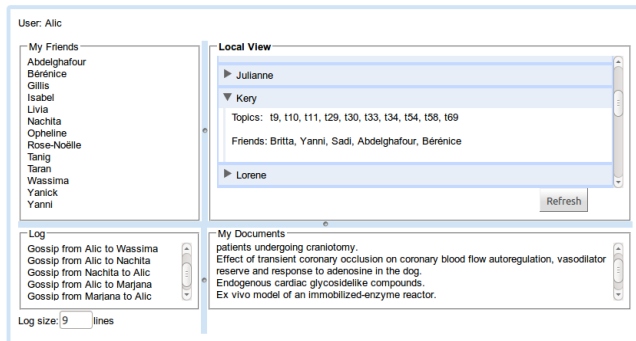 User: Alic
My Friends
Abdelghafour
Bérénice
Gillis
Isabel
Livia
Nachita
Opheline
Rose-Noëlle
Tanig
Taran
Wassima
Yanick
Yanni
Local View
Julianne
Kery
Topics: t9, t10, t11, t29, t30, t33, t34, t54, t58, t69
Friends: Britta, Yanni, Sadi, Abdelghafour, Bérénice
Lorene
Refresh
Log
Gossip from Alic to Wassima
Gossip from Alic to Nachita
Gossip from Nachita to Alic
Gossip from Alic to Marjana
Gossip from Marjana to Alic
Log size: 9 lines
My Documents
patients undergoing craniotomy.
Effect of transient coronary occlusion on coronary blood flow autoregulation, vasodilator
reserve and response to adenosine in the dog.
Endogenous cardiac glycosidelike compounds.
Ex vivo model of an immobilized-enzyme reactor.